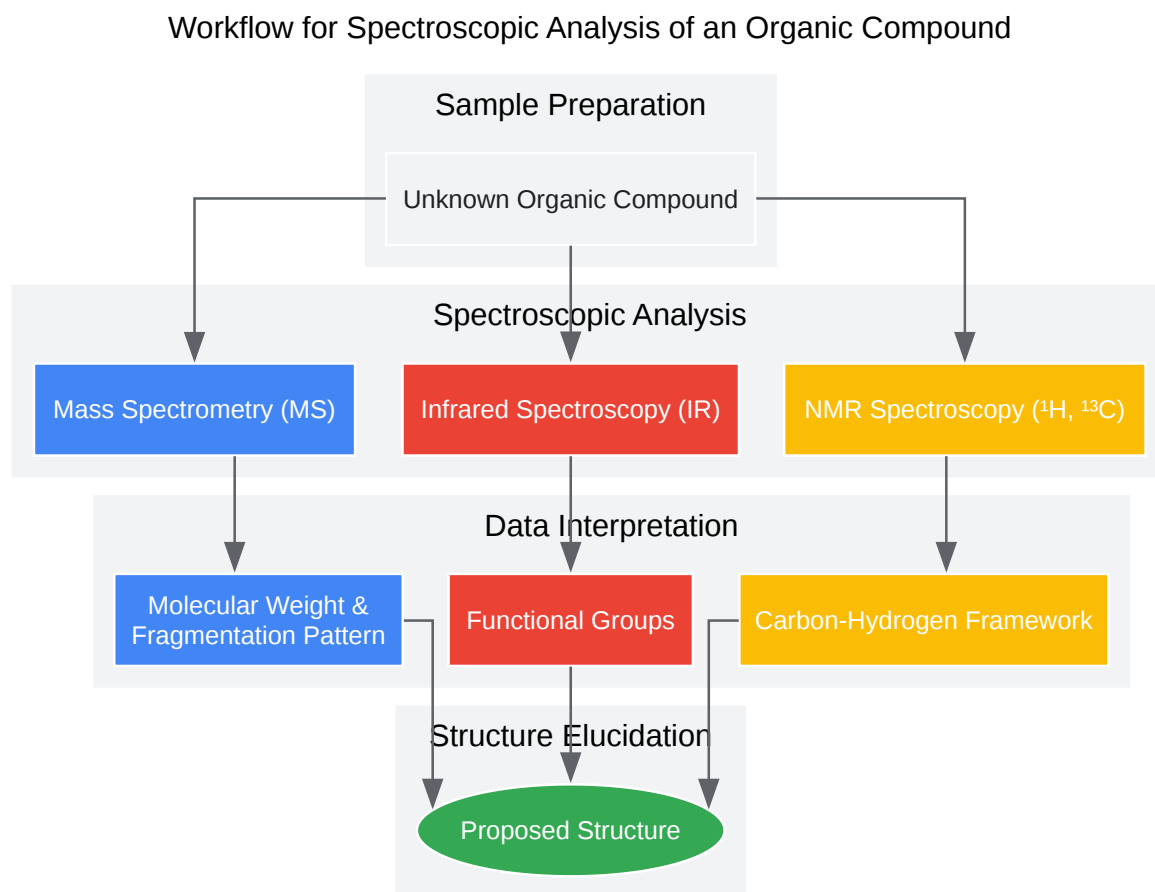 Workflow for Spectroscopic Analysis of an Organic Compound
Sample Preparation
Unknown Organic Compound
Spectroscopic Analysis
Mass Spectrometry (MS)
Infrared Spectroscopy (IR)
NMR Spectroscopy (¹H, ¹³C)
Data Interpretation
Molecular Weight &
Fragmentation Pattern
Functional Groups
Carbon-Hydrogen Framework
Structure Elucidation
Proposed Structure